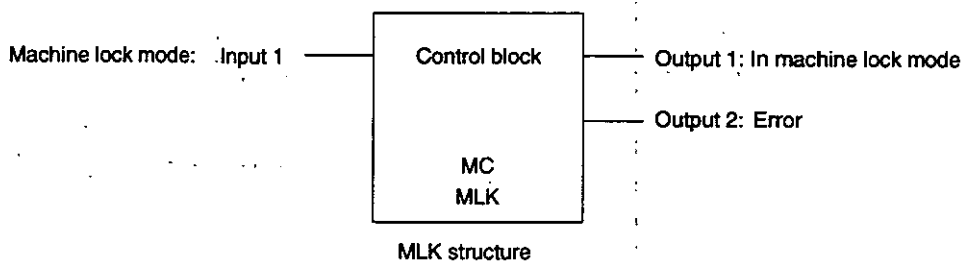 Machine lock mode: Input 1
Control block
Output 1: In machine lock mode
Output 2: Error
MC
MLK
MLK structure